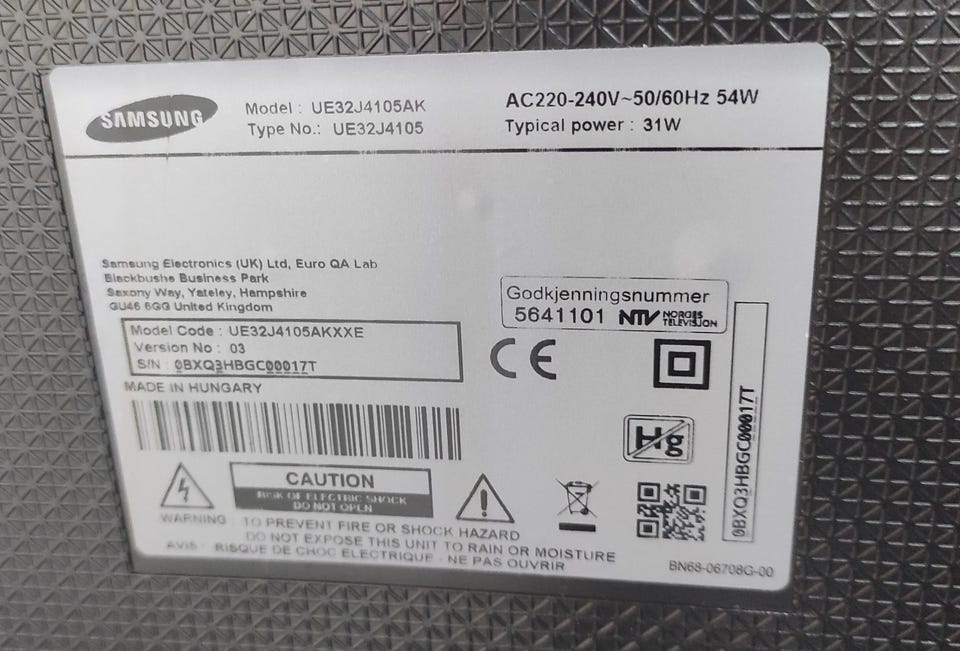 SAMSUNG
Model : UE32J4105AK
Type No.: UE32J4105
AC220-240V~50/60Hz 54W
Typical power : 31W
Samsung Electronics (UK) Ltd, Euro QA Lab
Blackbushe Business Park
Saxony Way, Yateley, Hampshire
GU46 6GG United Kingdom
Model Code : UE32J4105AKXXE
Version No : 03
S/N : 0BXQ3HBGC00017T
MADE IN HUNGARY
Godkjenningsnummer
5641101 NTV NORGES TELEVISJON
CE
Hg
0BXQ3HBGC00017T
CAUTION
RISK OF ELECTRIC SHOCK
DO NOT OPEN
WARNING : TO PREVENT FIRE OR SHOCK HAZARD
DO NOT EXPOSE THIS UNIT TO RAIN OR MOISTURE
AVIS : RISQUE DE CHOC ELECTRIQUE - NE PAS OUVRIR
BN68-06708G-00